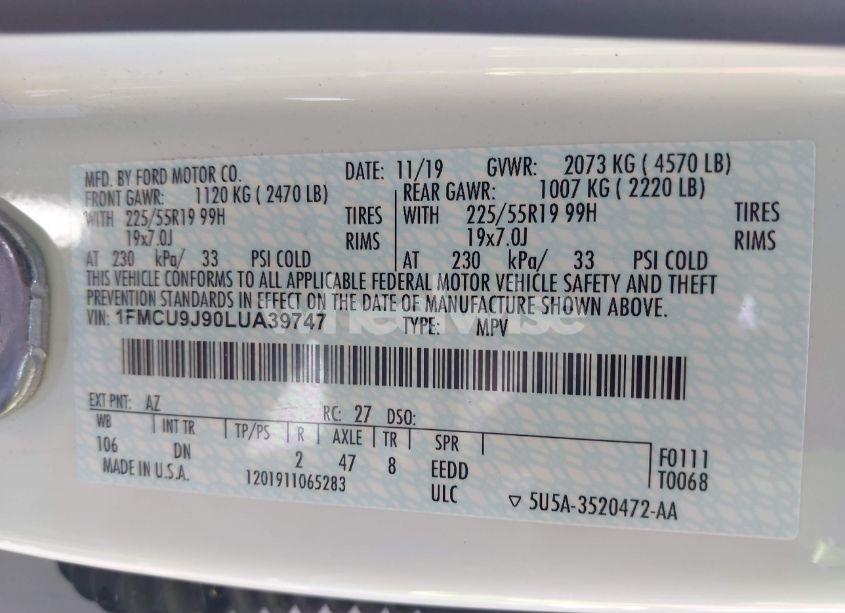 MFD. BY FORD MOTOR CO. DATE: 11/19 GVWR: 2073 KG ( 4570 LB)
FRONT GAWR: 1120 KG ( 2470 LB) REAR GAWR: 1007 KG ( 2220 LB)
WITH 225/55R19 99H TIRES WITH 225/55R19 99H TIRES
19x7.0J RIMS 19x7.0J RIMS
AT 230 kPa/ 33 PSI COLD AT 230 kPa/ 33 PSI COLD
THIS VEHICLE CONFORMS TO ALL APPLICABLE FEDERAL MOTOR VEHICLE SAFETY AND THEFT
PREVENTION STANDARDS IN EFFECT ON THE DATE OF MANUFACTURE SHOWN ABOVE.
VIN: 1FMCU9J90LUA39747 TYPE: MPV
EXT PNT: AZ RC: 27 DSO:
WB INT TR TP/PS R AXLE TR SPR
106 DN 2 47 8 EEDD F0111
MADE IN U.S.A. 1201911065283 ULC T0068
5U5A-3520472-AA